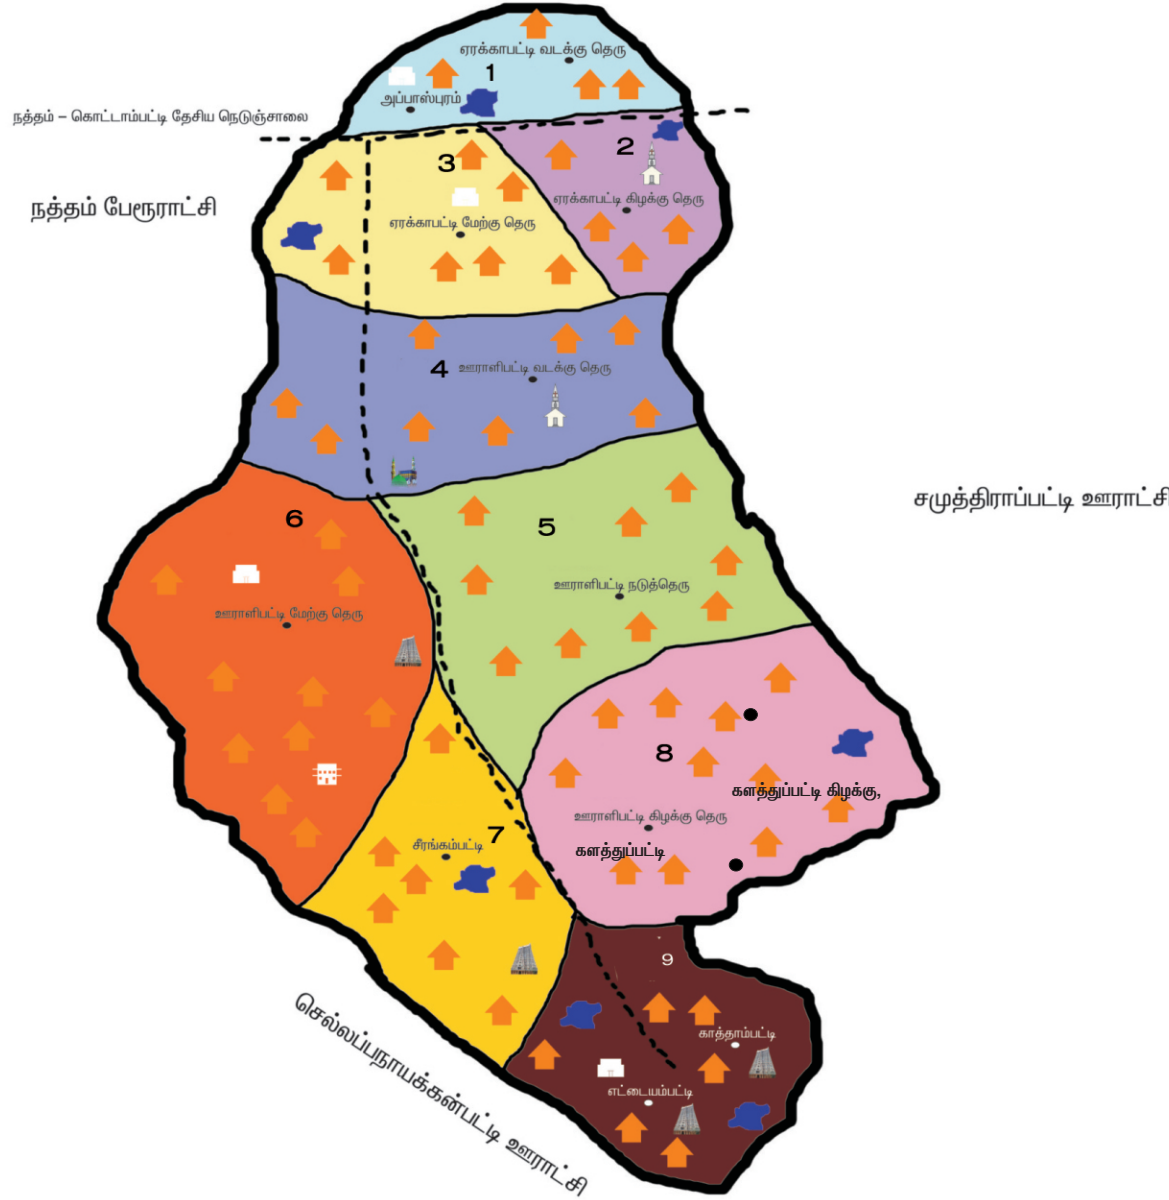 ஏரக்காபட்டி வடக்கு தெரு
1
அப்பாஸ்புரம்
நத்தம் – கொட்டாம்பட்டி தேசிய நெடுஞ்சாலை
2
3
நத்தம் பேரூராட்சி
ஏரக்காபட்டி கிழக்கு தெரு
ஏரக்காபட்டி மேற்கு தெரு
4 ஊராளிபட்டி வடக்கு தெரு
சமுத்திராப்பட்டி ஊராட்சி
6
5
ஊராளிபட்டி நடுத்தெரு
ஊராளிபட்டி மேற்கு தெரு
8
களத்துப்பட்டி கிழக்கு,
ஊராளிபட்டி கிழக்கு தெரு
7
சீரங்கம்பட்டி
களத்துப்பட்டி
9
செல்லப்பநாயக்கன்பட்டி ஊராட்சி
காத்தாம்பட்டி
எட்டையம்பட்டி